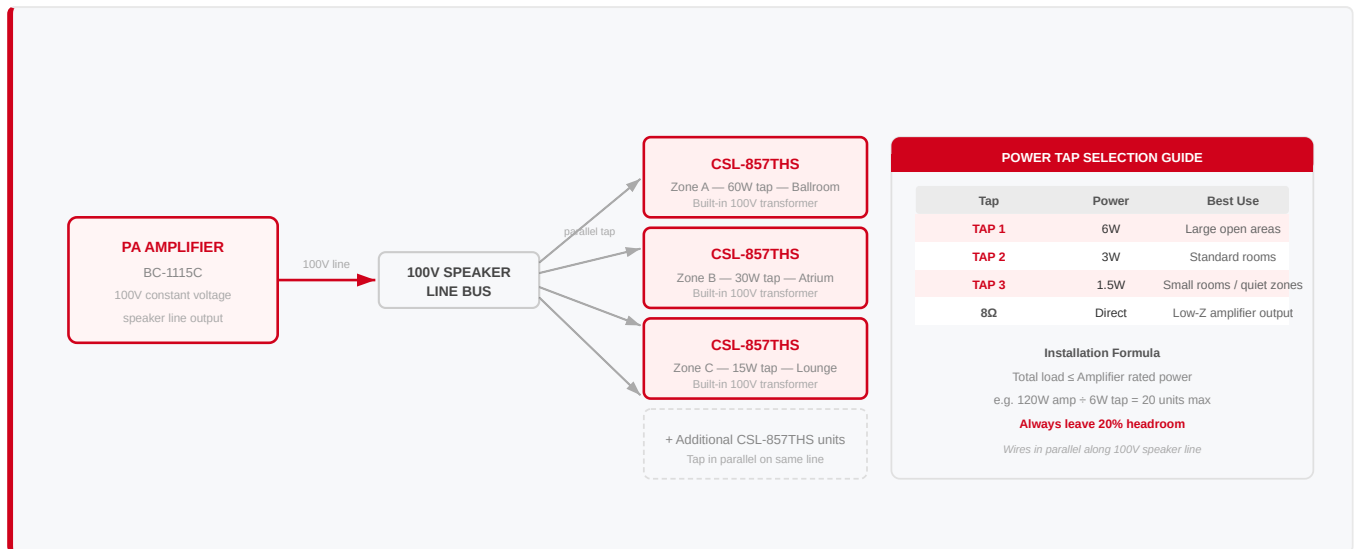 PA AMPLIFIER
BC-1115C
100V constant voltage
speaker line output
100V line
100V SPEAKER
LINE BUS
parallel tap
CSL-857THS
Zone A — 60W tap — Ballroom
Built-in 100V transformer
CSL-857THS
Zone B — 30W tap — Atrium
Built-in 100V transformer
CSL-857THS
Zone C — 15W tap — Lounge
Built-in 100V transformer
+ Additional CSL-857THS units
Tap in parallel on same line
POWER TAP SELECTION GUIDE
Tap Power Best Use
TAP 1 6W Large open areas
TAP 2 3W Standard rooms
TAP 3 1.5W Small rooms / quiet zones
8Ω Direct Low-Z amplifier output
Installation Formula
Total load ≤ Amplifier rated power
e.g. 120W amp ÷ 6W tap = 20 units max
Always leave 20% headroom
Wires in parallel along 100V speaker line